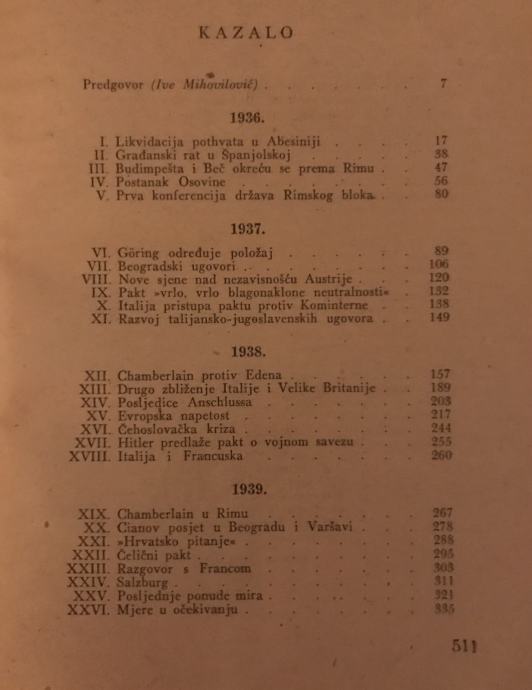 KAZALO
Predgovor (Ive Mihovilović) . . . . . . . 7
1936.
I. Likvidacija pothvata u Abesiniji . . . . 17
II. Građanski rat u Španjolskoj . . . . . 38
III. Budimpešta i Beč okreću se prema Rimu . . 47
IV. Postanak Osovine . . . . . . . 56
V. Prva konferencija država Rimskog bloka . . 80
1937.
VI. Göring određuje položaj . . . . . 89
VII. Beogradski ugovori . . . . . . . 106
VIII. Nove sjene nad nezavisnošću Austrije . . . 120
IX. Pakt »vrlo, vrlo blagonaklone neutralnosti« . 132
X. Italija pristupa paktu protiv Kominterne . . 138
XI. Razvoj talijansko-jugoslavenskih ugovora . . 149
1938.
XII. Chamberlain protiv Edena . . . . . 157
XIII. Drugo zbliženje Italije i Velike Britanije . . 189
XIV. Posljedice Anschlussa . . . . . . 203
XV. Evropska napetost . . . . . . . 217
XVI. Čehoslovačka kriza . . . . . . 244
XVII. Hitler predlaže pakt o vojnom savezu . . . 255
XVIII. Italija i Francuska . . . . . . 260
1939.
XIX. Chamberlain u Rimu . . . . . . 267
XX. Cianov posjet u Beogradu i Varšavi . . . 278
XXI. »Hrvatsko pitanje« . . . . . . 288
XXII. Čelični pakt . . . . . . . . 295
XXIII. Razgovor s Francom . . . . . . 303
XXIV. Salzburg . . . . . . . . . 311
XXV. Posljednje ponude mira . . . . . . 321
XXVI. Mjere u očekivanju . . . . . . 335
511